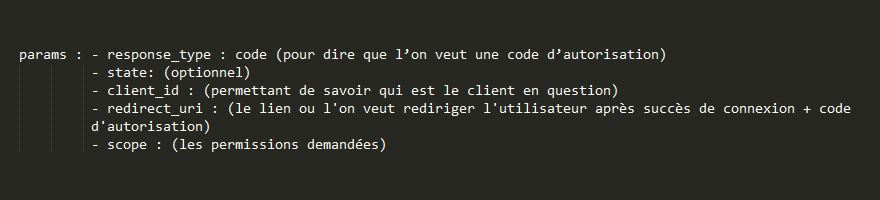 params : - response_type : code (pour dire que l’on veut une code d’autorisation)
- state: (optionnel)
- client_id : (permettant de savoir qui est le client en question)
- redirect_uri : (le lien ou l'on veut rediriger l'utilisateur après succès de connexion + code
d'autorisation)
- scope : (les permissions demandées)